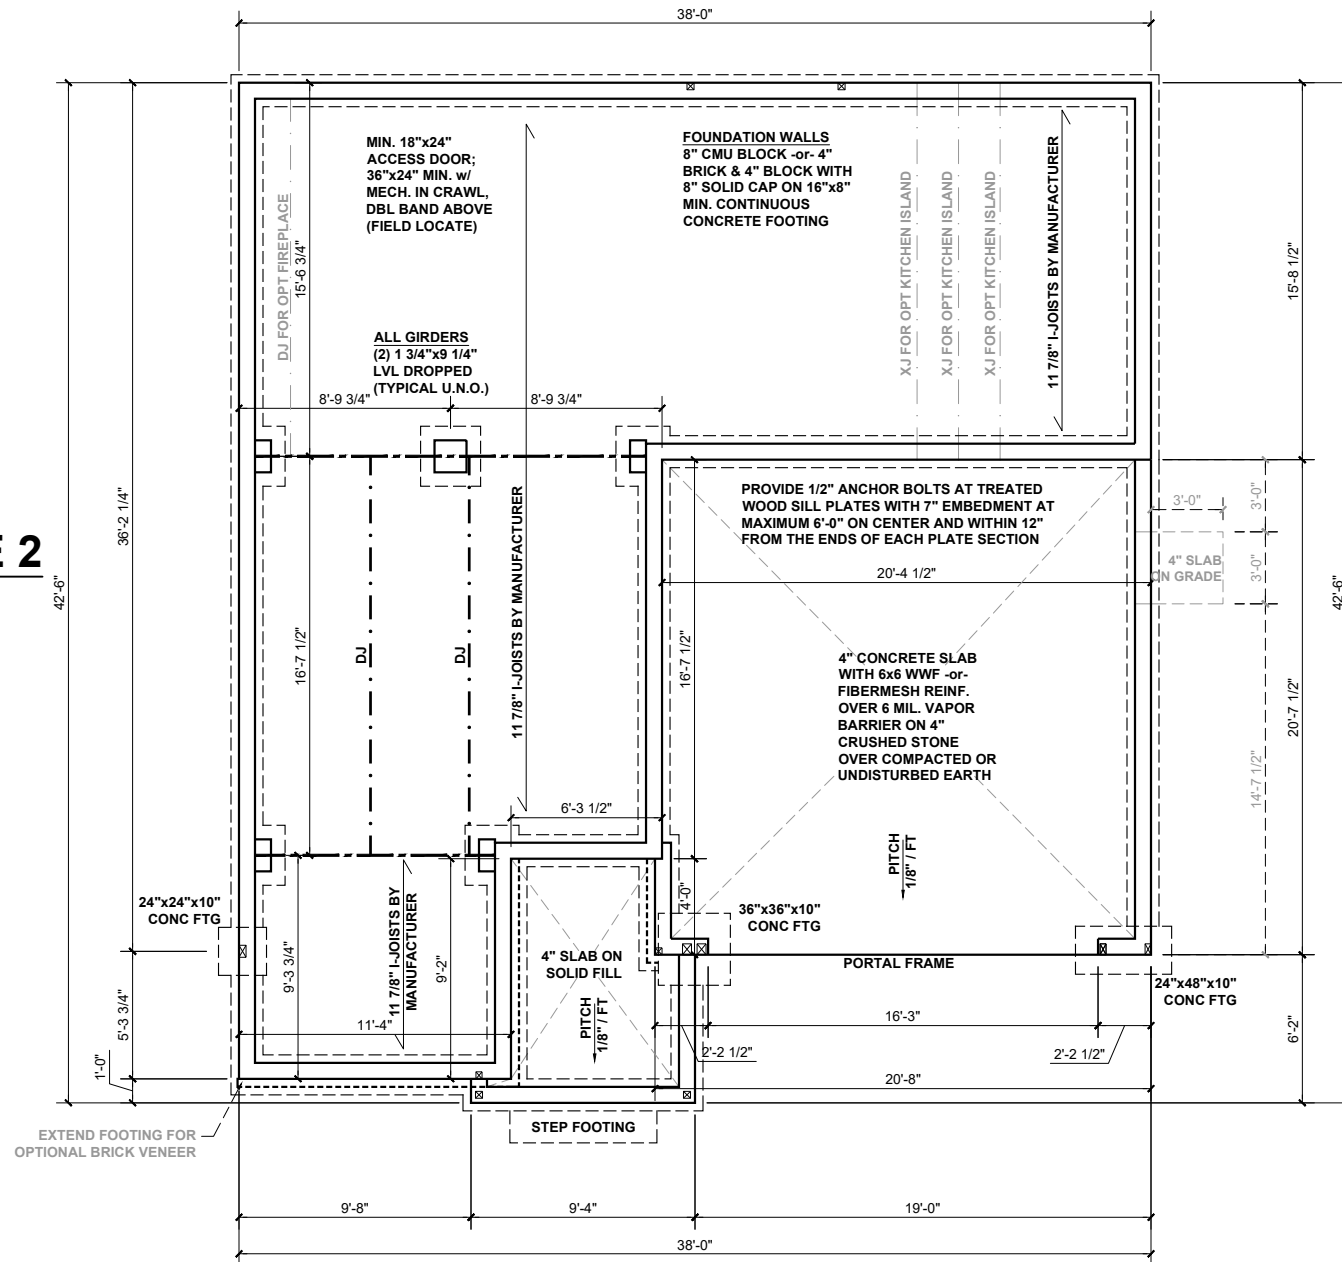 38'-0"
MIN. 18"x24"
ACCESS DOOR;
36"x24" MIN. w/
MECH. IN CRAWL,
DBL BAND ABOVE
(FIELD LOCATE)
FOUNDATION WALLS
8" CMU BLOCK -or- 4"
BRICK & 4" BLOCK WITH
8" SOLID CAP ON 16"x8"
MIN. CONTINUOUS
CONCRETE FOOTING
DJ FOR OPT FIREPLACE
15'-6 3/4"
XJ FOR OPT KITCHEN ISLAND
XJ FOR OPT KITCHEN ISLAND
XJ FOR OPT KITCHEN ISLAND
11 7/8" I-JOISTS BY MANUFACTURER
15'-8 1/2"
ALL GIRDERS
(2) 1 3/4"x9 1/4"
LVL DROPPED
(TYPICAL U.N.O.)
8'-9 3/4"
8'-9 3/4"
36'-2 1/4"
E 2
42'-6"
PROVIDE 1/2" ANCHOR BOLTS AT TREATED
WOOD SILL PLATES WITH 7" EMBEDMENT AT
MAXIMUM 6'-0" ON CENTER AND WITHIN 12"
FROM THE ENDS OF EACH PLATE SECTION
3'-0"
3'-0"
4" SLAB
ON GRADE
3'-0"
42'-6"
20'-4 1/2"
11 7/8" I-JOISTS BY MANUFACTURER
16'-7 1/2"
DJ
DJ
16'-7 1/2"
4" CONCRETE SLAB
WITH 6x6 WWF -or-
FIBERMESH REINF.
OVER 6 MIL. VAPOR
BARRIER ON 4"
CRUSHED STONE
OVER COMPACTED OR
UNDISTURBED EARTH
20'-7 1/2"
14'-7 1/2"
6'-3 1/2"
PITCH
1/8" / FT
4'-0"
24"x24"x10"
CONC FTG
11 7/8" I-JOISTS BY
MANUFACTURER
36"x36"x10"
CONC FTG
9'-3 3/4"
9'-2"
4" SLAB ON
SOLID FILL
PORTAL FRAME
24"x48"x10"
CONC FTG
5'-3 3/4"
11'-4"
PITCH
1/8" / FT
16'-3"
2'-2 1/2"
2'-2 1/2"
6'-2"
1'-0"
20'-8"
EXTEND FOOTING FOR
OPTIONAL BRICK VENEER
STEP FOOTING
9'-8"
9'-4"
19'-0"
38'-0"